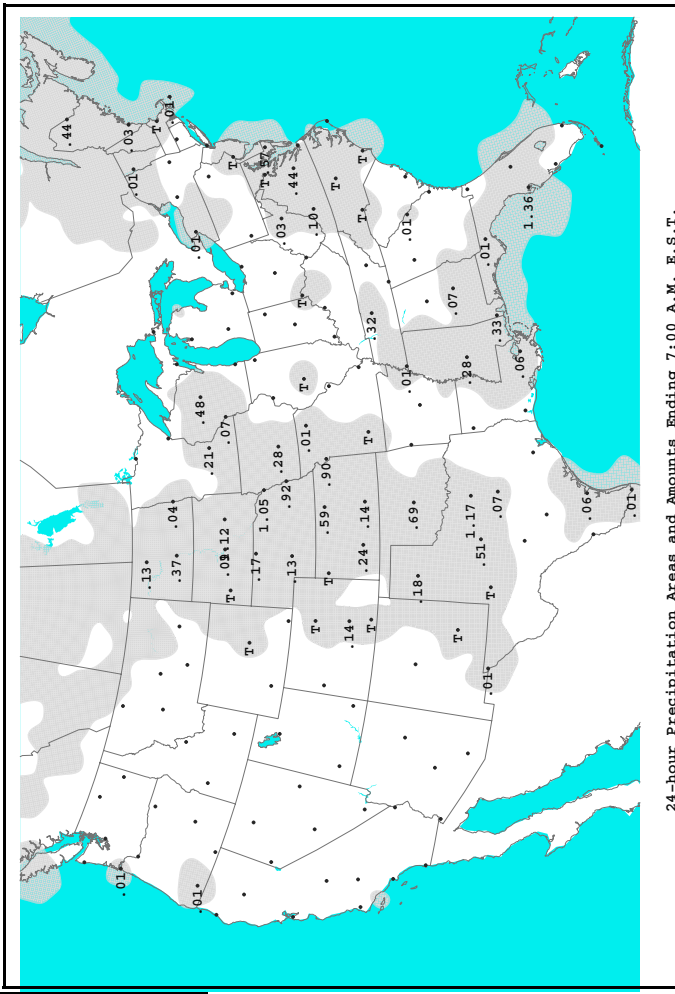 .44
.01
.03
.01
.13
T
.01
.04
.37
.01
.01
.48
.21
.07
T
T
T
.17
1.05
T
.57
.28
.03
.92
.13
.44
T
T
.01
.10
T
.59
.90
T
T
.14
T
T
.24
.14
T
T
.32
.01
.01
.69
.18
.07
T
.28
1.17
.51
.01
.01
T
.33
.07
.06
1.36
.06
.01
24-hour Precipitation Areas and Amounts Ending 7:00 A.M. E.S.T.